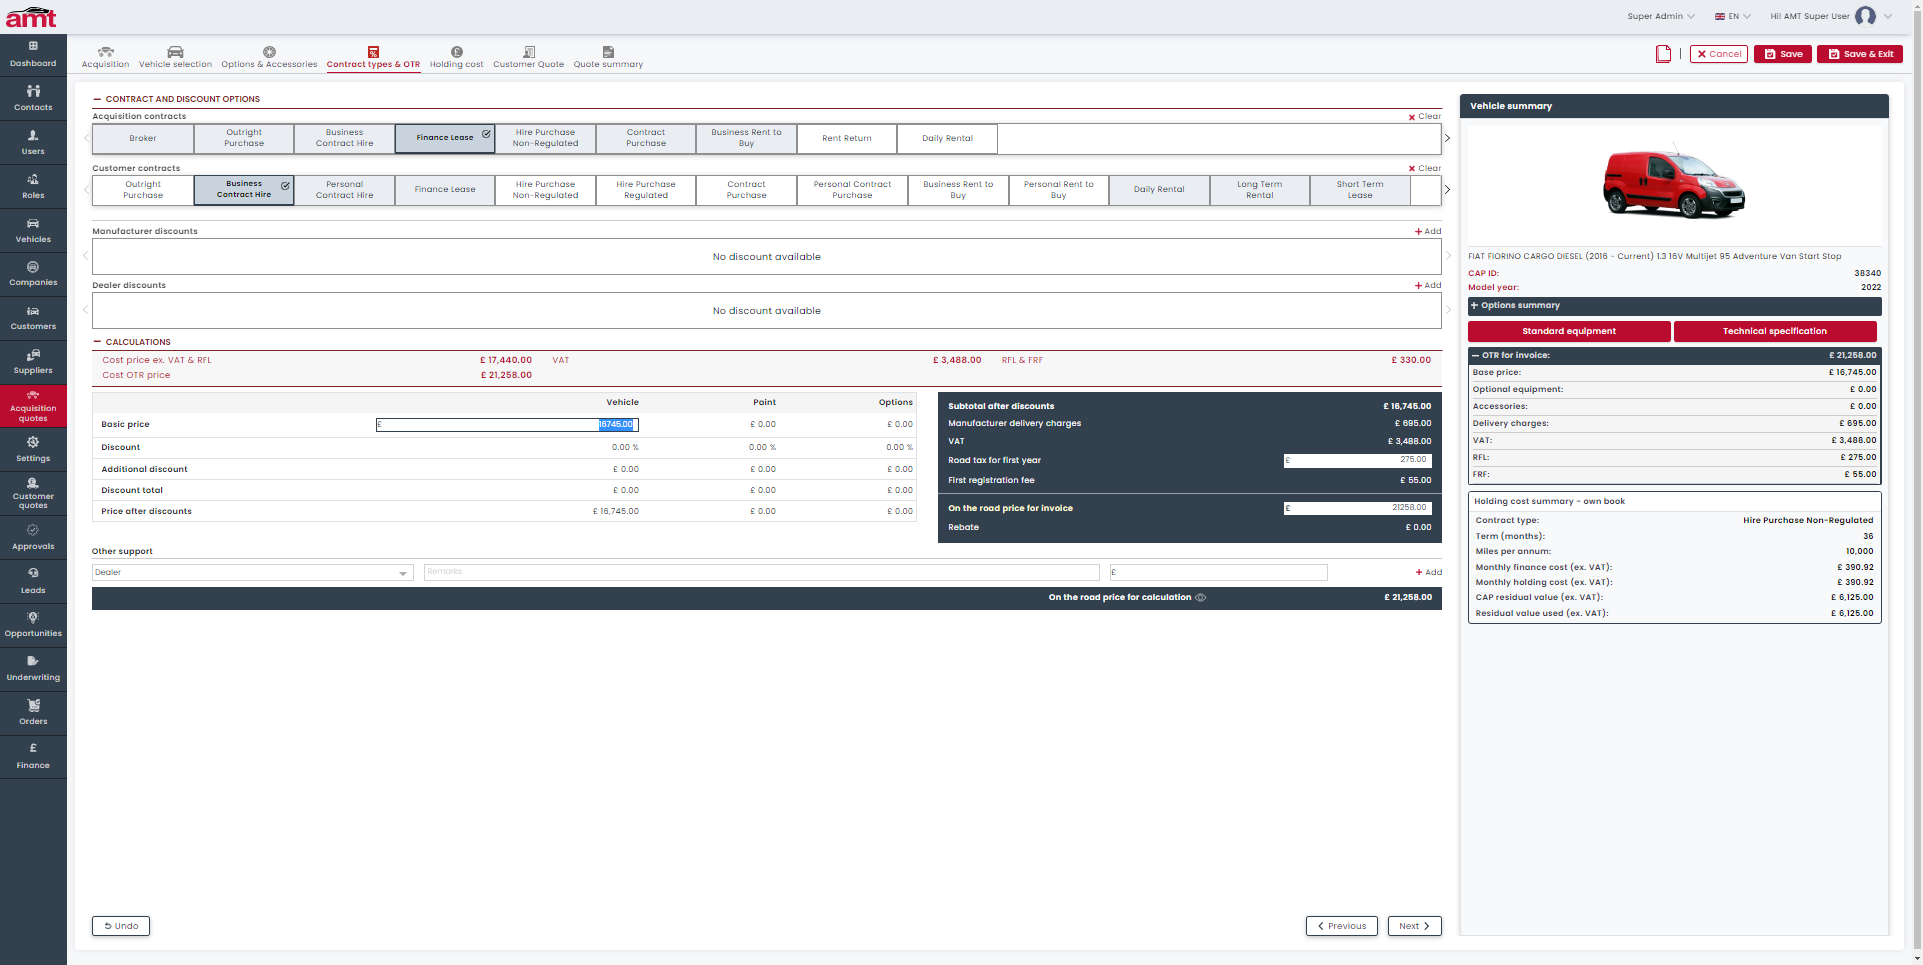 amt
Super Admin
EN
Hi! AMT Super User
Dashboard
Contacts
Users
Roles
Vehicles
Companies
Customers
Suppliers
Acquisition
quotes
Settings
Customer
quotes
Approvals
Leads
Opportunities
Underwriting
Orders
£
Finance
Acquisition
Vehicle selection
Options & Accessories
Contract types & OTR
Holding cost
Customer Quote
Quote summary
Cancel
Save
Save & Exit
CONTRACT AND DISCOUNT OPTIONS
Acquisition contracts
Clear
Broker
Outright
Purchase
Business
Contract Hire
Finance Lease
Hire Purchase
Non-Regulated
Contract
Purchase
Business Rent to
Buy
Rent Return
Daily Rental
Customer contracts
Clear
Outright
Purchase
Business
Contract Hire
Personal
Contract Hire
Finance Lease
Hire Purchase
Non-Regulated
Hire Purchase
Regulated
Contract
Purchase
Personal Contract
Purchase
Business Rent to
Buy
Personal Rent to
Buy
Daily Rental
Long Term
Rental
Short Term
Lease
Manufacturer discounts
+ Add
No discount available
Dealer discounts
+ Add
No discount available
CALCULATIONS
Cost price ex. VAT & RFL £ 17,440.00 VAT £ 3,488.00 RFL & FRF £ 330.00
Cost OTR price £ 21,258.00
Vehicle Paint Options
Basic price £ 16745.00 £ 0.00 £ 0.00
Discount 0.00 % 0.00 % 0.00 %
Additional discount £ 0.00 £ 0.00 £ 0.00
Discount total £ 0.00 £ 0.00 £ 0.00
Price after discounts £ 16,745.00 £ 0.00 £ 0.00
Subtotal after discounts £ 16,745.00
Manufacturer delivery charges £ 695.00
VAT £ 3,488.00
Road tax for first year £ 275.00
First registration fee £ 55.00
On the road price for invoice £ 21258.00
Rebate £ 0.00
Other support
Dealer Remarks £ + Add
On the road price for calculation £ 21,258.00
Undo
Previous
Next
Vehicle summary
FIAT FIORINO CARGO DIESEL (2016 - Current) 1.3 16V Multijet 95 Adventure Van Start Stop
CAP ID: 38340
Model year: 2022
+ Options summary
Standard equipment
Technical specification
OTR for invoice: £ 21,258.00
Base price: £ 16,745.00
Optional equipment: £ 0.00
Accessories: £ 0.00
Delivery charges: £ 695.00
VAT: £ 3,488.00
RFL: £ 275.00
FRF: £ 55.00
Holding cost summary - own book
Contract type: Hire Purchase Non-Regulated
Term (months): 36
Miles per annum: 10,000
Monthly finance cost (ex. VAT): £ 390.92
Monthly holding cost (ex. VAT): £ 390.92
CAP residual value (ex. VAT): £ 6,125.00
Residual value used (ex. VAT): £ 6,125.00